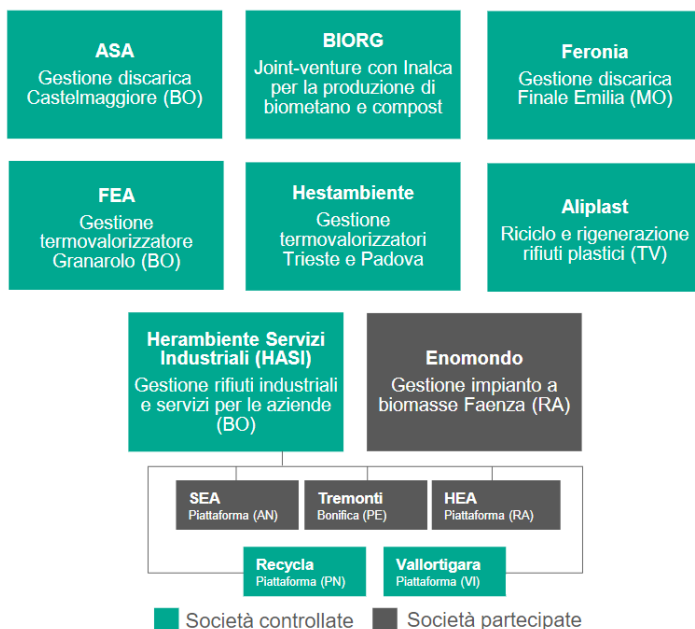 ASA
Gestione discarica
Castelmaggiore (BO)
BIORG
Joint-venture con Inalca
per la produzione di
biometano e compost
Feronia
Gestione discarica
Finale Emilia (MO)
FEA
Gestione
termovalorizzatore
Granarolo (BO)
Hestambiente
Gestione
termovalorizzatori
Trieste e Padova
Aliplast
Riciclo e rigenerazione
rifiuti plastici (TV)
Herambiente Servizi
Industriali (HASI)
Gestione rifiuti industriali
e servizi per le aziende
(BO)
Enomondo
Gestione impianto a
biomasse Faenza (RA)
SEA
Piattaforma (AN)
Tremonti
Bonifica (PE)
HEA
Piattaforma (RA)
Recycla
Piattaforma (PN)
Vallortigara
Piattaforma (VI)
Società controllate
Società partecipate